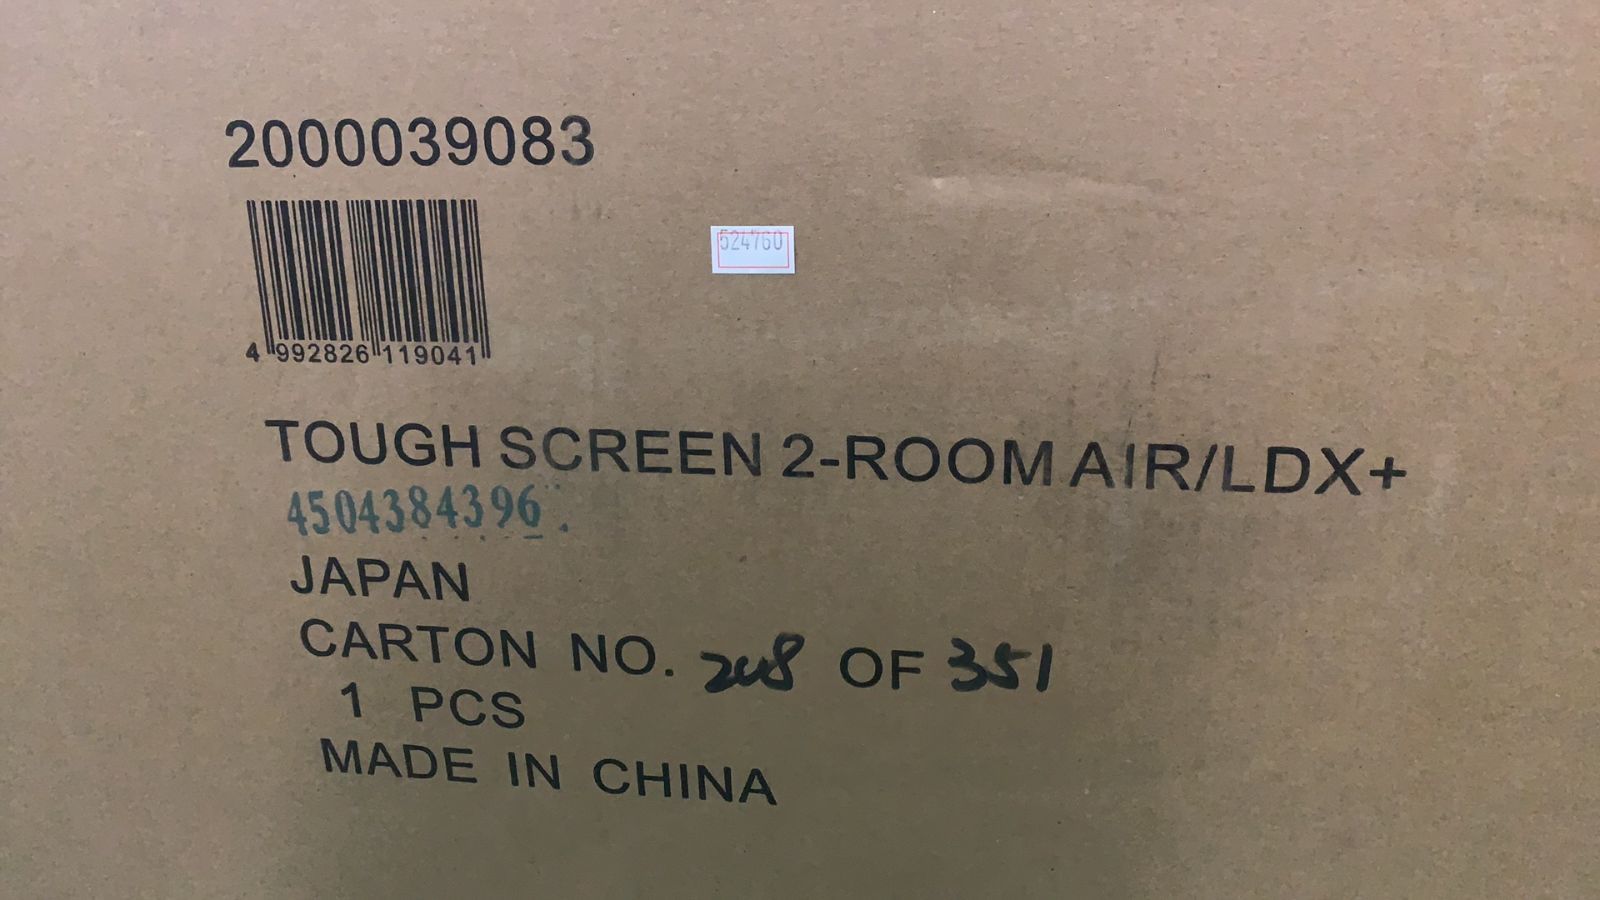 2000039083
524760
4 992826 119041
TOUGH SCREEN 2-ROOM AIR/LDX+
4504384396
JAPAN
CARTON NO. 208 OF 351
1 PCS
MADE IN CHINA